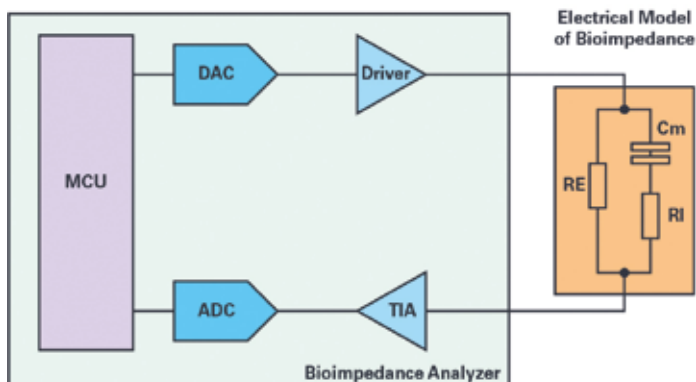 Electrical Model
of Bioimpedance
DAC
Driver
Cm
MCU
RE
RI
ADC
TIA
Bioimpedance Analyzer